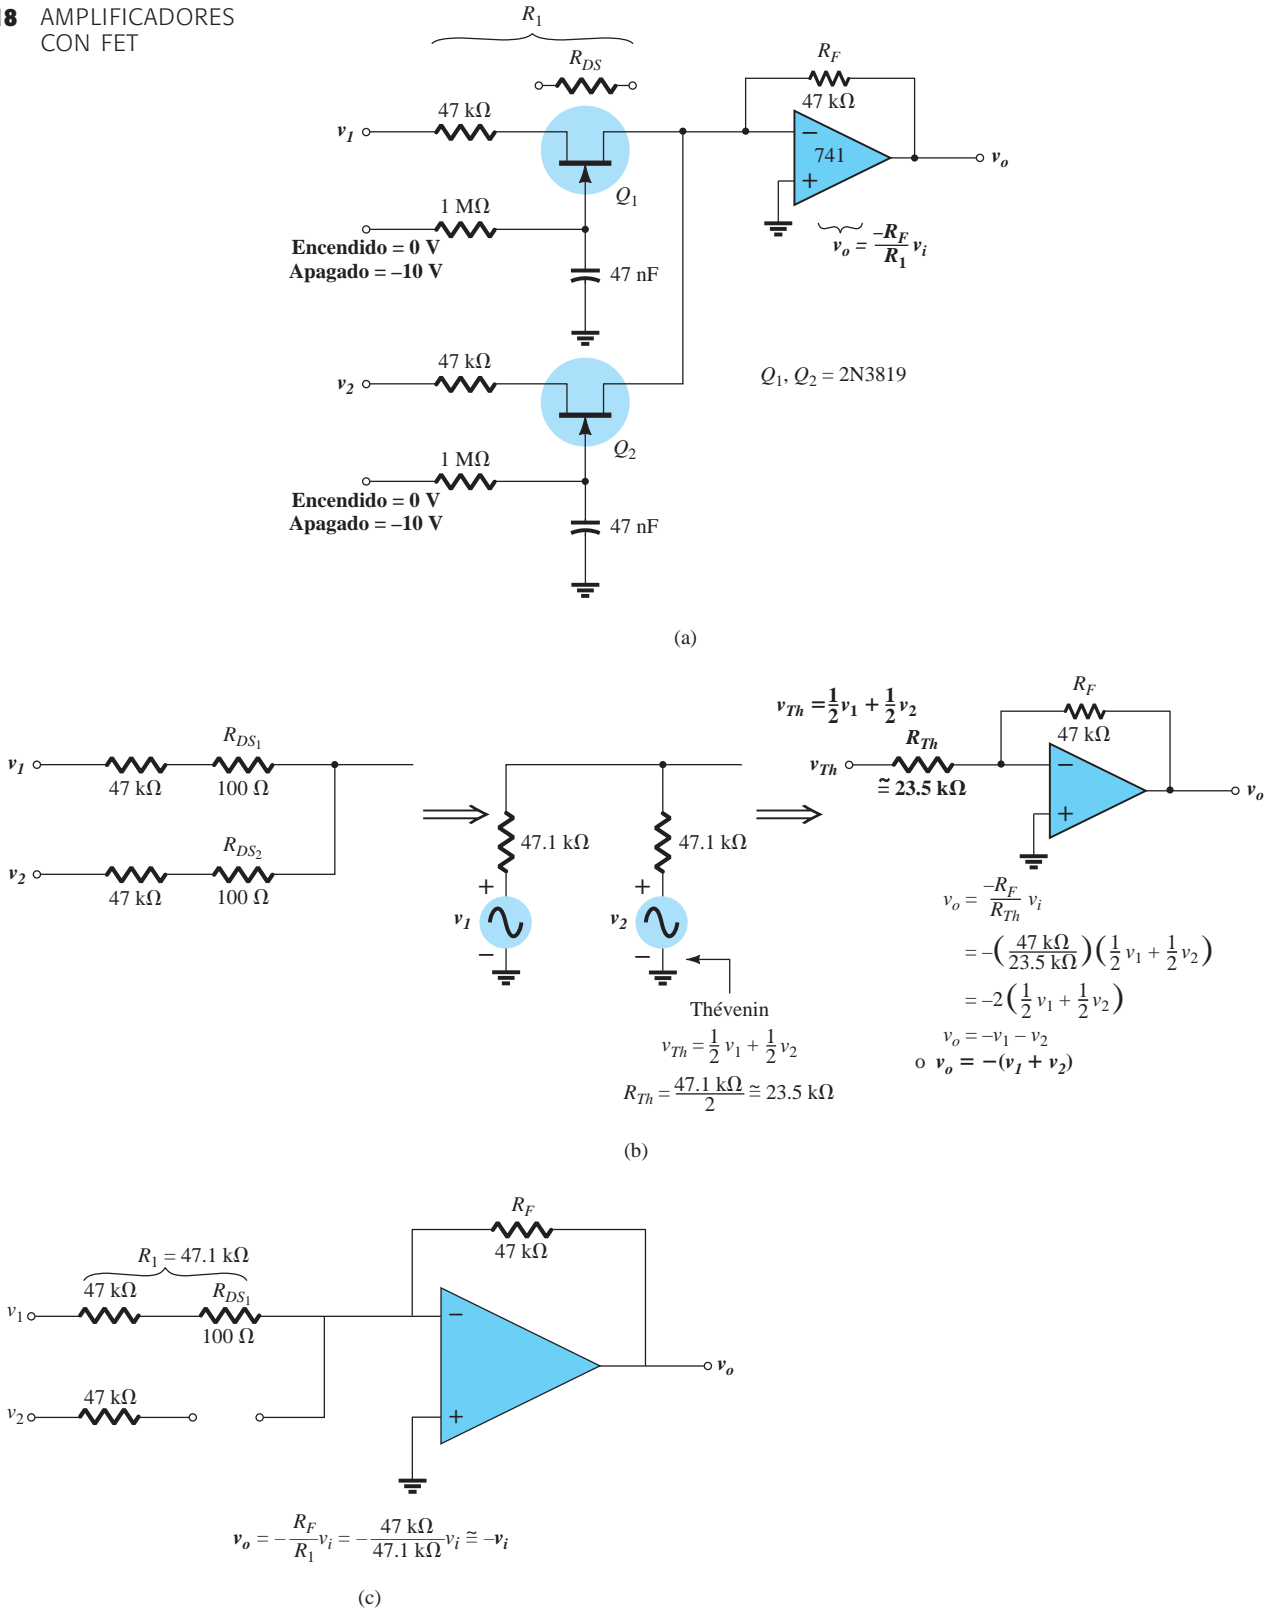 18 AMPLIFICADORES
CON FET
R1
RDS
RF
47 kΩ
47 kΩ
v1
741
−
+
vo
Q1
1 MΩ
Encendido = 0 V
Apagado = –10 V
47 nF
vo = –RF/R1 vi
47 kΩ
v2
Q1, Q2 = 2N3819
Q2
1 MΩ
Encendido = 0 V
Apagado = –10 V
47 nF
(a)
vTh = 1/2 v1 + 1/2 v2
RF
47 kΩ
RTh
vTh
≅ 23.5 kΩ
−
+
vo
RDS1
v1
47 kΩ
100 Ω
RDS2
v2
47 kΩ
100 Ω
47.1 kΩ
47.1 kΩ
+
v1
−
+
v2
−
Thévenin
vTh = 1/2 v1 + 1/2 v2
RTh = 47.1 kΩ/2 ≅ 23.5 kΩ
vo = –RF/RTh vi
= –(47 kΩ/23.5 kΩ)(1/2 v1 + 1/2 v2)
= –2(1/2 v1 + 1/2 v2)
vo = –v1 – v2
o vo = –(v1 + v2)
(b)
RF
47 kΩ
R1 = 47.1 kΩ
47 kΩ
RDS1
v1
100 Ω
−
+
vo
47 kΩ
v2
vo = –RF/R1 vi = –47 kΩ/47.1 kΩ vi ≅ –vi
(c)